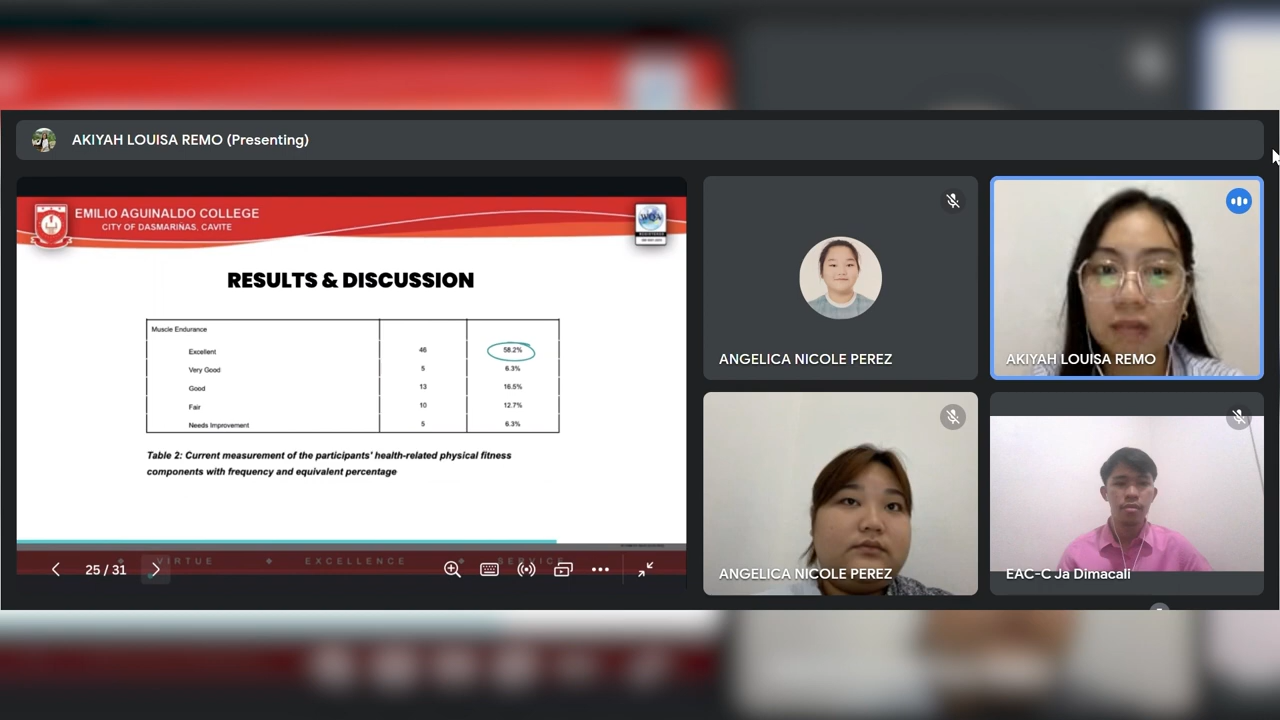 AKIYAH LOUISA REMO (Presenting)
EMILIO AGUINALDO COLLEGE
CITY OF DASMARIÑAS, CAVITE
RESULTS & DISCUSSION
Muscle Endurance
Excellent 46 58.2%
Very Good 5 6.3%
Good 13 16.5%
Fair 10 12.7%
Needs Improvement 5 6.3%
Table 2: Current measurement of the participants' health-related physical fitness
components with frequency and equivalent percentage
VIRTUE EXCELLENCE SERVICE
25 / 31
ANGELICA NICOLE PEREZ
AKIYAH LOUISA REMO
ANGELICA NICOLE PEREZ
EAC-C Ja Dimacali